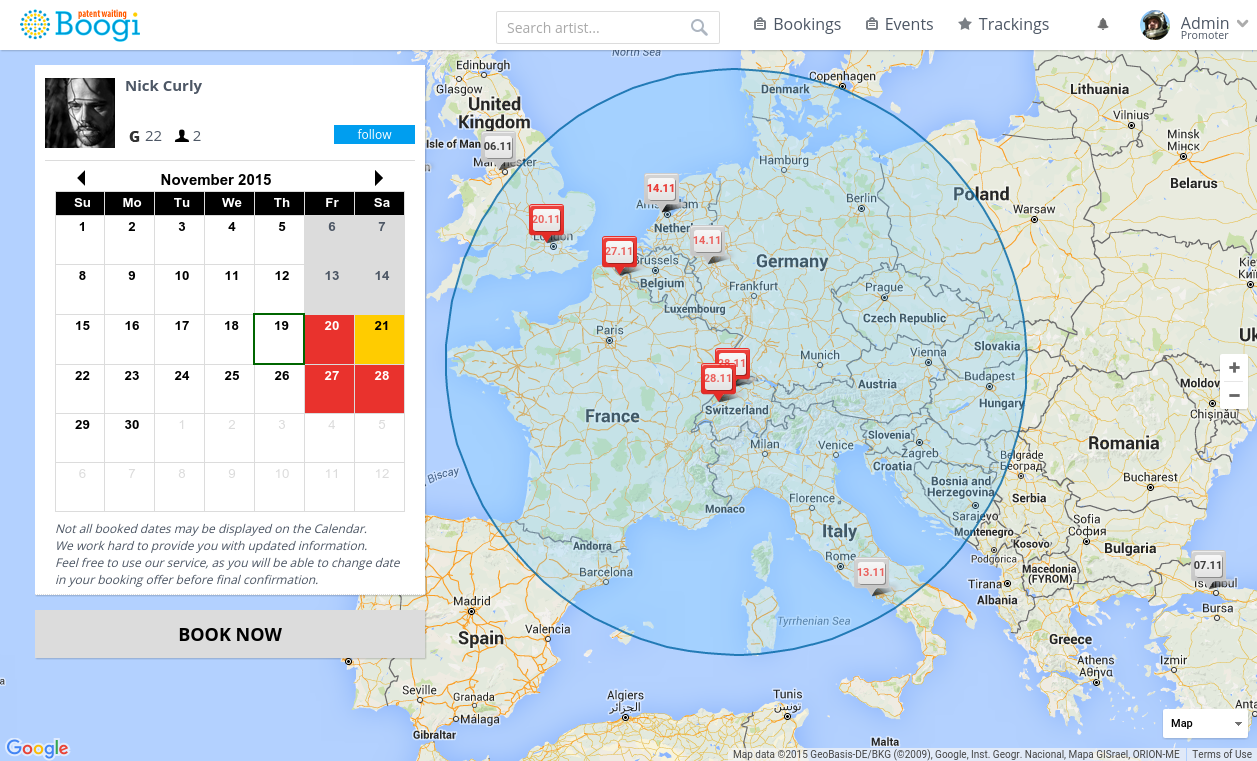 patent waiting
Boogi
Search artist...
Bookings
Events
Trackings
Admin
Promoter
Nick Curly
G 22
2
follow
November 2015
Su Mo Tu We Th Fr Sa
1 2 3 4 5 6 7
8 9 10 11 12 13 14
15 16 17 18 19 20 21
22 23 24 25 26 27 28
29 30 1 2 3 4 5
6 7 8 9 10 11 12
Not all booked dates may be displayed on the Calendar.
We work hard to provide you with updated information.
Feel free to use our service, as you will be able to change date
in your booking offer before final confirmation.
BOOK NOW
North Sea
Edinburgh
Glasgow
United
Kingdom
Isle of Man
06.11
Copenhagen
Denmark
Lithuania
Vilnius
Minsk
Мінск
Belarus
Hamburg
14.11
Berlin
Poland
Warsaw
20.11
London
14.11
27.11
Brussels
Belgium
Germany
Frankfurt
Luxembourg
Prague
Czech Republic
Kiev
Paris
28.11
28.11
Munich
Vienna
Slovakia
Austria
Budapest
Hungary
Switzerland
France
Chișinău
Slovenia
Milan
Venice
Zagreb
Croatia
Romania
Belgrade
Београд
Bosnia and
Herzegovina
Serbia
Bucharest
Biscay
Florence
Monaco
Sarajevo
Montenegro
Kosovo
Podgorica
Sofia
София
Bulgaria
Italy
Rome
13.11
Andorra
Barcelona
Macedonia
(FYROM)
Tirana
Albania
07.11
Istanbul
Bursa
Madrid
Spain
Valencia
Tyrrhenian Sea
Greece
Athens
Αθήνα
Izmir
Seville
Granada
Málaga
Gibraltar
Algiers
الجزائر
Tunis
تونس
Malta
+
−
Map
Google
Map data ©2015 GeoBasis-DE/BKG (©2009), Google, Inst. Geogr. Nacional, Mapa GISrael, ORION-ME
Terms of Use